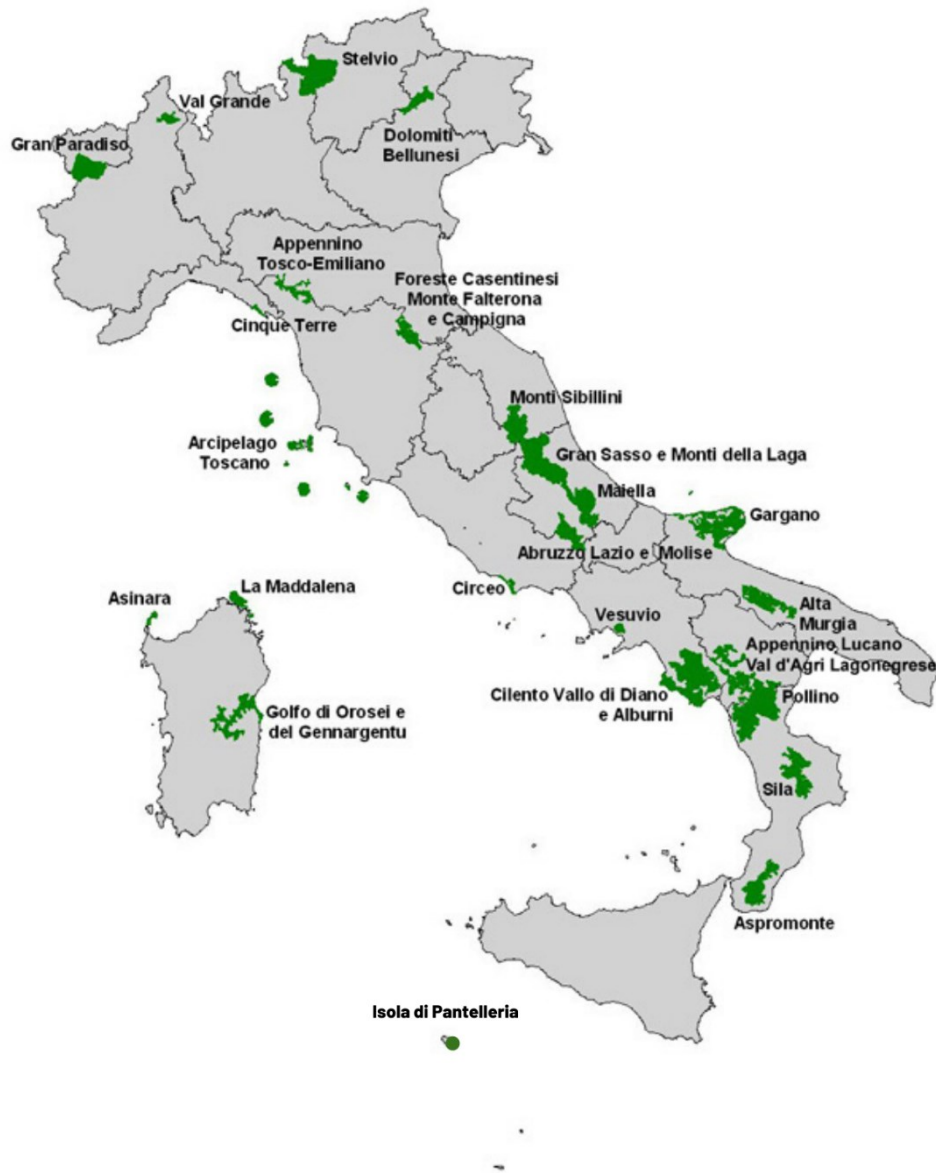 Stelvio
Val Grande
Gran Paradiso
Dolomiti
Bellunesi
Appennino
Tosco-Emiliano
Foreste Casentinesi
Monte Falterona
e Campigna
Cinque Terre
Monti Sibillini
Arcipelago
Toscano
Gran Sasso e Monti della Laga
Maiella
Gargano
Abruzzo Lazio e Molise
Circeo
La Maddalena
Asinara
Vesuvio
Alta
Murgia
Appennino Lucano
Val d'Agri Lagonegrese
Cilento Vallo di Diano
e Alburni
Pollino
Golfo di Orosei e
del Gennargentu
Sila
Aspromonte
Isola di Pantelleria